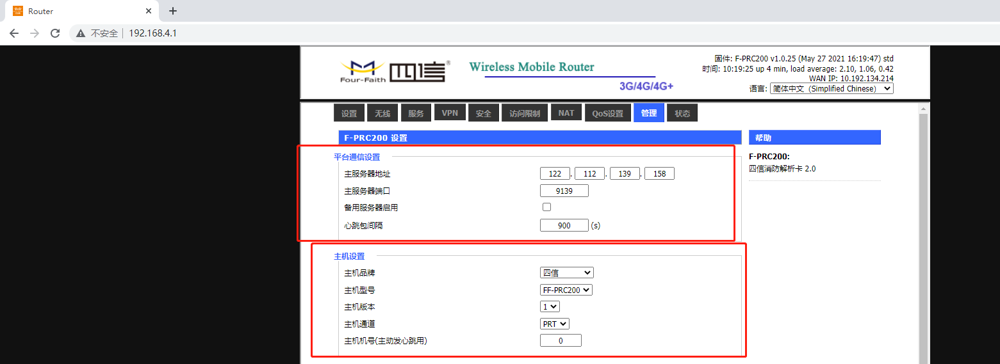 Router
不安全 192.168.4.1
Four-Faith 四信®
Wireless Mobile Router
3G/4G/4G+
固件: F-PRC200 v1.0.25 (May 27 2021 16:19:47) std
时间: 10:19:25 up 4 min, load average: 2.10, 1.06, 0.42
WAN IP: 10.192.134.214
语言: 简体中文 (Simplified Chinese)
设置 无线 服务 VPN 安全 访问限制 NAT QoS设置 管理 状态
F-PRC200 设置
平台通信设置
主服务器地址 122. 112. 139. 158
主服务器端口 9139
备用服务器启用
心跳包间隔 900 (s)
主机设置
主机品牌 四信
主机型号 FF-PRC200
主机版本 1
主机通道 PRT
主机机号(主动发心跳用) 0
帮助
F-PRC200:
四信消防解析卡 2.0